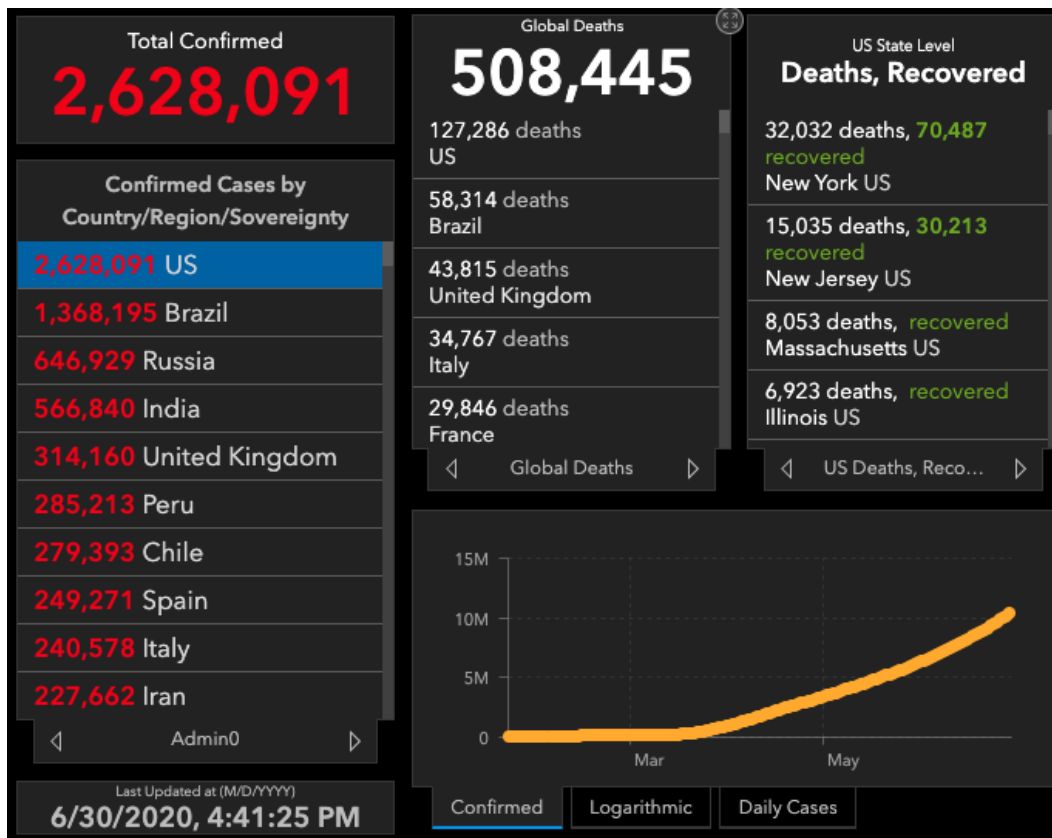 Total Confirmed
2,628,091
Confirmed Cases by
Country/Region/Sovereignty
2,628,091 US
1,368,195 Brazil
646,929 Russia
566,840 India
314,160 United Kingdom
285,213 Peru
279,393 Chile
249,271 Spain
240,578 Italy
227,662 Iran
Admin0
Last Updated at (M/D/YYYY)
6/30/2020, 4:41:25 PM
Global Deaths
508,445
127,286 deaths
US
58,314 deaths
Brazil
43,815 deaths
United Kingdom
34,767 deaths
Italy
29,846 deaths
France
Global Deaths
US State Level
Deaths, Recovered
32,032 deaths, 70,487
recovered
New York US
15,035 deaths, 30,213
recovered
New Jersey US
8,053 deaths, recovered
Massachusetts US
6,923 deaths, recovered
Illinois US
US Deaths, Reco...
15M
10M
5M
0
Mar
May
Confirmed
Logarithmic
Daily Cases